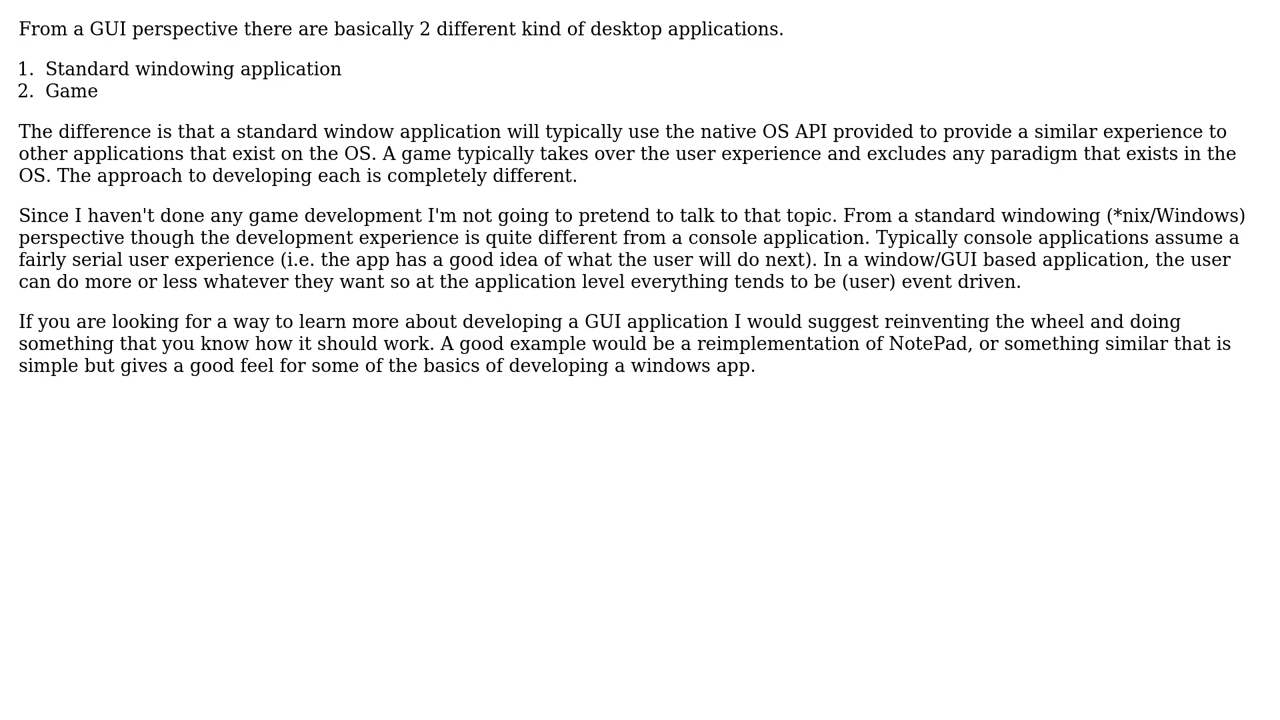 From a GUI perspective there are basically 2 different kind of desktop applications.
1. Standard windowing application
2. Game
The difference is that a standard window application will typically use the native OS API provided to provide a similar experience to
other applications that exist on the OS. A game typically takes over the user experience and excludes any paradigm that exists in the
OS. The approach to developing each is completely different.
Since I haven't done any game development I'm not going to pretend to talk to that topic. From a standard windowing (*nix/Windows)
perspective though the development experience is quite different from a console application. Typically console applications assume a
fairly serial user experience (i.e. the app has a good idea of what the user will do next). In a window/GUI based application, the user
can do more or less whatever they want so at the application level everything tends to be (user) event driven.
If you are looking for a way to learn more about developing a GUI application I would suggest reinventing the wheel and doing
something that you know how it should work. A good example would be a reimplementation of NotePad, or something similar that is
simple but gives a good feel for some of the basics of developing a windows app.